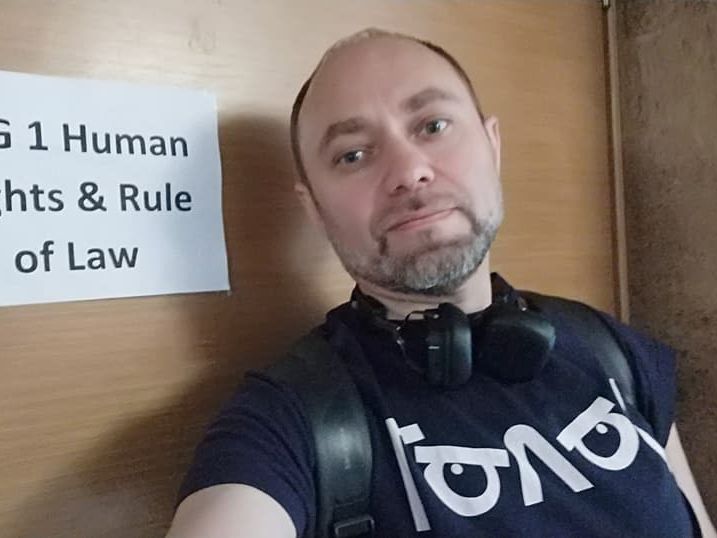 G 1 Human
ghts & Rule
of Law